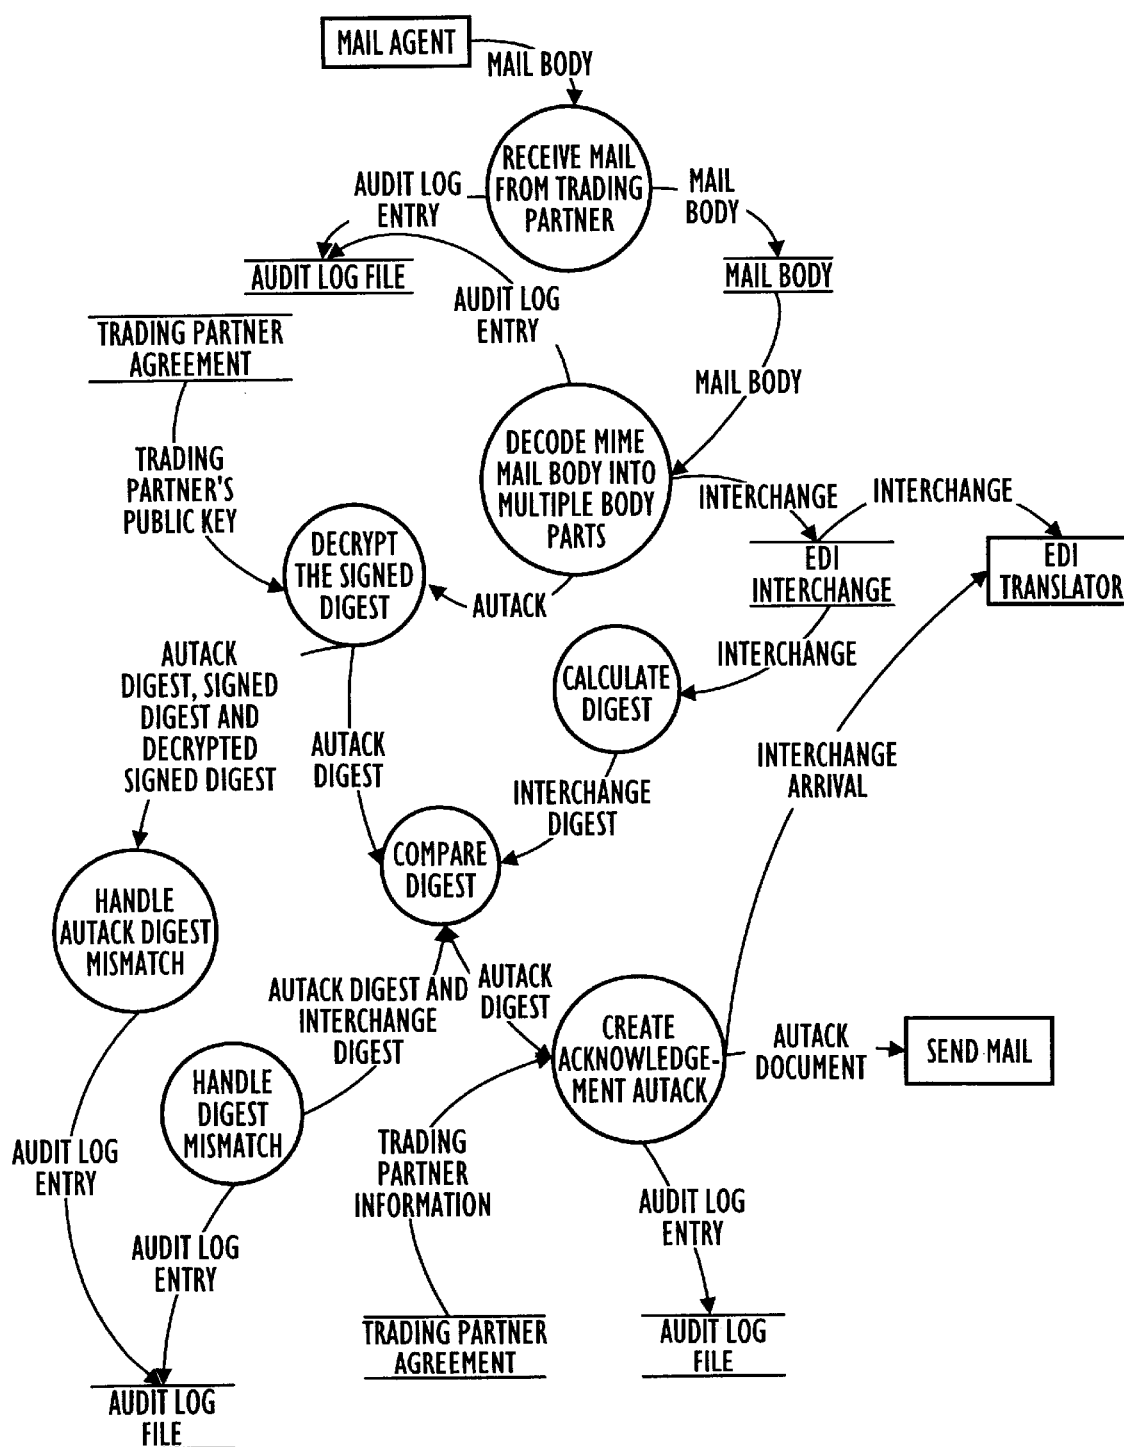 MAIL AGENT
MAIL BODY
RECEIVE MAIL
FROM TRADING
PARTNER
AUDIT LOG
ENTRY
MAIL
BODY
AUDIT LOG FILE
MAIL BODY
AUDIT LOG
ENTRY
TRADING PARTNER
AGREEMENT
MAIL BODY
DECODE MIME
MAIL BODY INTO
MULTIPLE BODY
PARTS
TRADING
PARTNER'S
PUBLIC KEY
INTERCHANGE
INTERCHANGE
DECRYPT
THE SIGNED
DIGEST
EDI
INTERCHANGE
EDI
TRANSLATOR
AUTACK
AUTACK
DIGEST, SIGNED
DIGEST AND
DECRYPTED
SIGNED DIGEST
INTERCHANGE
CALCULATE
DIGEST
AUTACK
DIGEST
INTERCHANGE
DIGEST
INTERCHANGE
ARRIVAL
COMPARE
DIGEST
HANDLE
AUTACK DIGEST
MISMATCH
AUTACK DIGEST AND
INTERCHANGE
DIGEST
AUTACK
DIGEST
CREATE
ACKNOWLEDGE-
MENT AUTACK
AUTACK
DOCUMENT
SEND MAIL
HANDLE
DIGEST
MISMATCH
AUDIT LOG
ENTRY
TRADING
PARTNER
INFORMATION
AUDIT LOG
ENTRY
AUDIT LOG
ENTRY
TRADING PARTNER
AGREEMENT
AUDIT LOG
FILE
AUDIT LOG
FILE